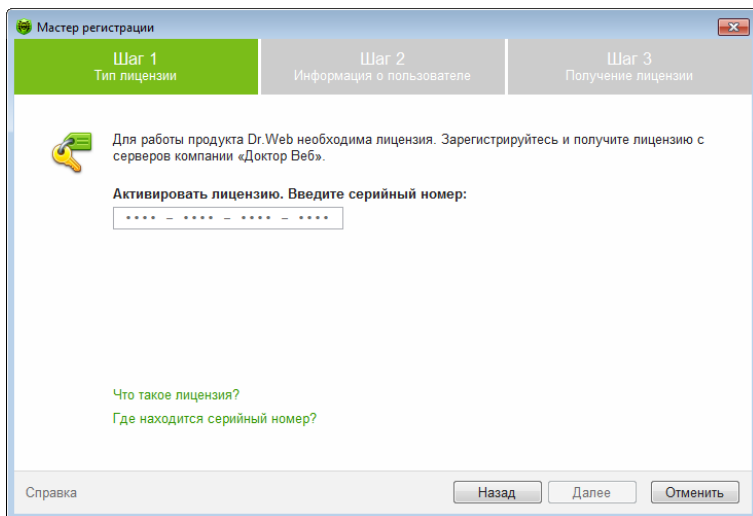 Мастер регистрации
Шаг 1
Тип лицензии
Шаг 2
Информация о пользователе
Шаг 3
Получение лицензии
Для работы продукта Dr.Web необходима лицензия. Зарегистрируйтесь и получите лицензию с
серверов компании «Доктор Веб».
Активировать лицензию. Введите серийный номер:
•••• – •••• – •••• – ••••
Что такое лицензия?
Где находится серийный номер?
Справка
Назад
Далее
Отменить